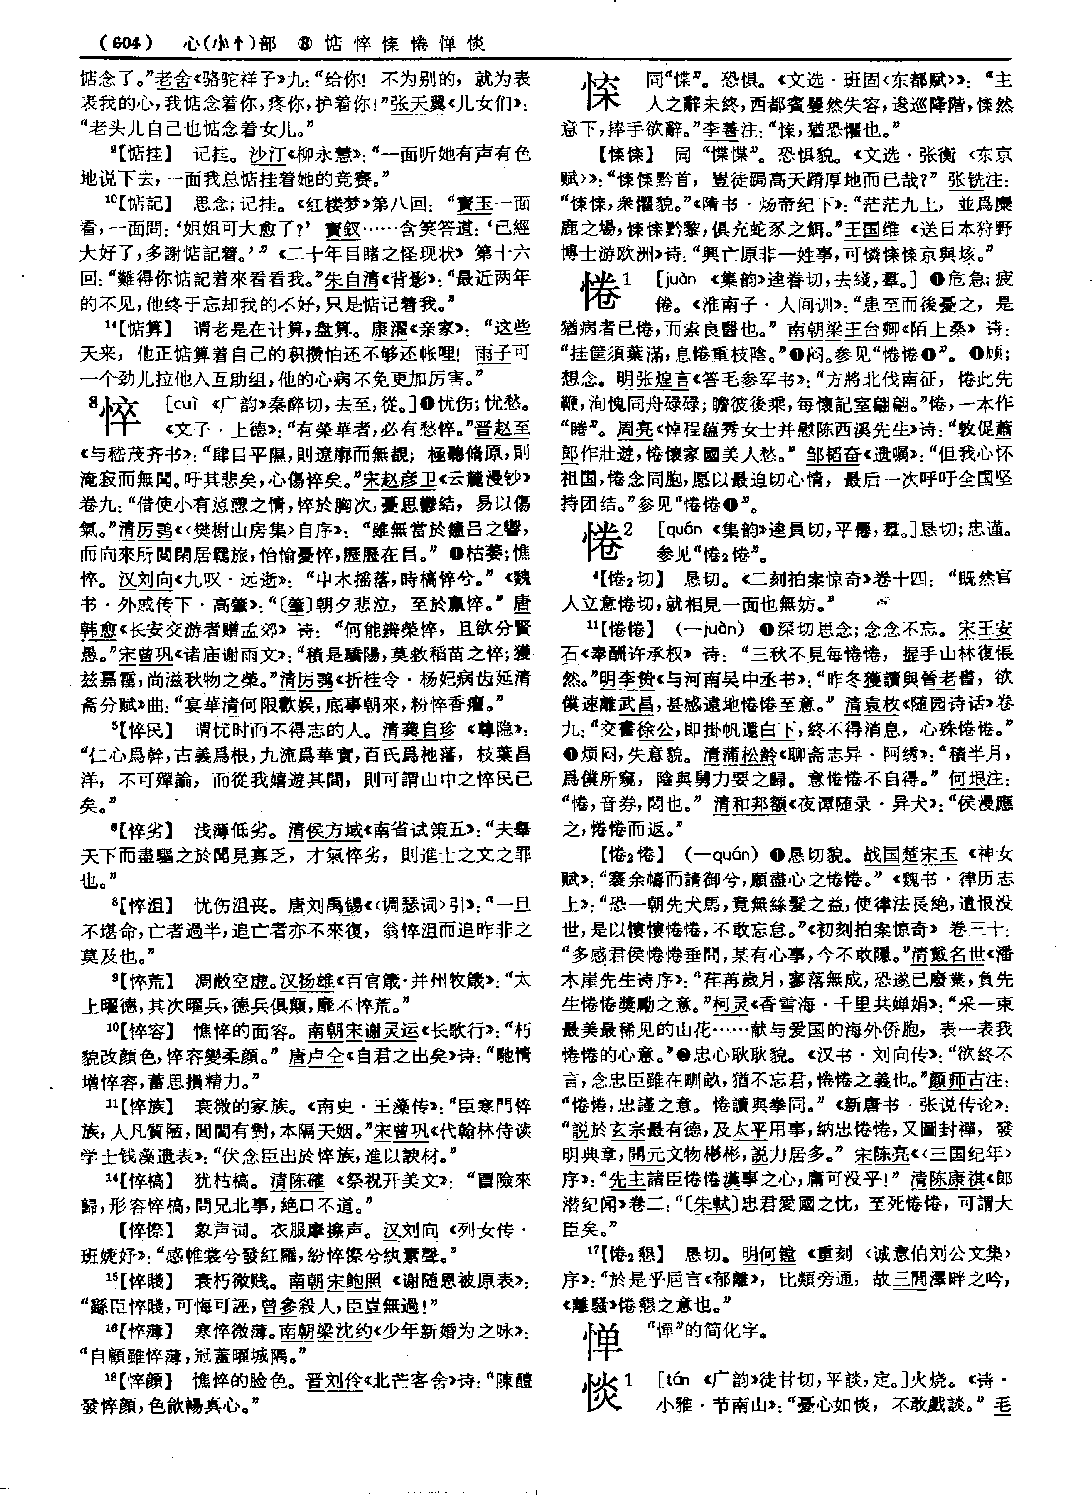 (604) 心(小忄)部 ⑧ 惦 悴 悚 惓 惮 惔
惦念了。”老舍《骆驼祥子》九：“给你！不为别的，就为表
表我的心，我惦念着你，疼你，护着你！”张天翼《儿女们》：
“老头儿自己也惦念着女儿。”
⁹【惦挂】 记挂。沙汀《柳永慧》：“一面听她有声有色
地说下去，一面我总惦挂着她的竞赛。”
¹⁰【惦記】 思念；记挂。《红楼梦》第八回：“寶玉一面
看，一面問：‘姐姐可大愈了？’寶釵……含笑答道：‘已經
大好了，多謝惦記着。’”《二十年目睹之怪现状》第十六
回：“難得你惦記着來看看我。”朱自清《背影》：“最近两年
的不见，他终于忘却我的不好，只是惦记着我。”
¹⁴【惦算】 谓老是在计算，盘算。康濯《亲家》：“这些
天来，他正惦算着自己的积攒怕还不够还帐哩！雨子可
一个劲儿拉他入互助组，他的心病不免更加厉害。”
⁸悴 [cuì 《广韵》秦醉切，去至，從。]❶忧伤；忧愁。
《文子·上德》：“有榮華者，必有愁悴。”晋赵至
《与嵇茂齐书》：“肆目平隰，則遼廓而無覩；極聽脩原，則
淹寂而無聞。吁其悲矣，心傷悴矣。”宋赵彦卫《云麓漫钞》
卷九：“借使小有忿懑之情，悴於胸次，憂思鬱結，易以傷
氣。”清厉鹗《〈樊榭山房集〉自序》：“雖無當於鐘吕之響，
而向來所閲閑居羈旅，怡愉憂悴，歷歷在目。”❷枯萎；憔
悴。汉刘向《九叹·远逝》：“屮木摇落，時槁悴兮。”《魏
书·外戚传下·高肇》：“〔肇〕朝夕悲泣，至於羸悴。”唐
韩愈《长安交游者赠孟郊》诗：“何能辨榮悴，且欲分賢
愚。”宋曾巩《诸庙谢雨文》：“積是驕陽，莫救稻苗之悴；獲
兹嘉霔，尚滋秋物之榮。”清厉鹗《折桂令·杨妃病齿延清
斋分赋》曲：“宴華清何限歡娱，底事朝來，粉悴香癯。”
⁵【悴民】 谓忧时而不得志的人。清龚自珍《尊隐》：
“仁心爲幹，古義爲根，九流爲華實，百氏爲杝藩，枝葉昌
洋，不可殫論，而從我嬉遊其間，則可謂山中之悴民已
矣。”
⁶【悴劣】 浅薄低劣。清侯方域《南省试策五》：“夫舉
天下而盡驅之於聞見寡乏，才氣悴劣，則進士之文之罪
也。”
⁸【悴沮】 忧伤沮丧。唐刘禹锡《〈调瑟词〉引》：“一旦
不堪命，亡者過半，追亡者亦不來復，翁悴沮而追昨非之
莫及也。”
⁹【悴荒】 凋敝空虚。汉扬雄《百官箴·并州牧箴》：“太
上曜德，其次曜兵，德兵俱顛，靡不悴荒。”
¹⁰【悴容】 憔悴的面容。南朝宋谢灵运《长歌行》：“朽
貌改顔色，悴容變柔顔。”唐卢仝《自君之出矣》诗：“馳情
增悴容，蓄思損精力。”
¹¹【悴族】 衰微的家族。《南史·王藻传》：“臣寒門悴
族，人凡質陋，閭閻有對，本隔天姻。”宋曾巩《代翰林侍读
学士钱藻遗表》：“伏念臣出於悴族，進以諛材。”
¹⁴【悴槁】 犹枯槁。清陈確《祭祝开美文》：“冒險來
歸，形容悴槁，問兄北事，絶口不道。”
【悴憏】 象声词。衣服摩擦声。汉刘向《列女传·
班婕妤》：“感帷裳兮發紅羅，紛悴憏兮紈素聲。”
¹⁵【悴賤】 衰朽微贱。南朝宋鲍照《谢随恩被原表》：
“繇臣悴賤，可悔可誣，曾參殺人，臣豈無過！”
¹⁶【悴薄】 寒悴微薄。南朝梁沈约《少年新婚为之咏》：
“自顧雖悴薄，冠蓋曜城隅。”
¹⁸【悴顔】 憔悴的脸色。晋刘伶《北芒客舍》诗：“陳醴
發悴顔，色歈暢真心。”
悚 同“慄”。恐惧。《文选·班固〈东都赋〉》：“主
人之辭未終，西都賓矍然失容，逡巡降階，悚然
意下，捧手欲辭。”李善注：“悚，猶恐懼也。”
【悚悚】 同“慄慄”。恐惧貌。《文选·张衡〈东京
赋〉》：“悚悚黔首，豈徒跼高天蹐厚地而已哉？”张铣注：
“悚悚，衆懼貌。”《隋书·炀帝纪下》：“茫茫九土，並爲麋
鹿之場，悚悚黔黎，俱充蛇豕之餌。”王国维《送日本狩野
博士游欧洲》诗：“興亡原非一姓事，可憐悚悚京與垓。”
惓¹ [juàn 《集韵》逵眷切，去綫，羣。]❶危急；疲
倦。《淮南子·人间训》：“患至而後憂之，是
猶病者已惓，而索良醫也。”南朝梁王台卿《陌上桑》诗：
“挂筐須葉滿，息惓重枝陰。”❷闷。参见“惓惓❷”。❸顾；
想念。明张煌言《答毛参军书》：“方將北伐南征，惓此先
鞭，洵愧同舟碌碌；瞻彼後乘，每懷記室翩翩。”惓，一本作
“睠”。周亮《悼程蕴秀女士并慰陈西溪先生》诗：“敦促蕭
郎作壯遊，惓懷家國美人愁。”邹韬奋《遗嘱》：“但我心怀
祖国，惓念同胞，愿以最迫切心情，最后一次呼吁全国坚
持团结。”参见“惓惓❶”。
惓² [quán 《集韵》逵員切，平僊，羣。]恳切；忠谨。
参见“惓₂惓”。
⁴【惓₂切】 恳切。《二刻拍案惊奇》卷十四：“既然官
人立意惓切，就相見一面也無妨。”
¹¹【惓惓】 （—juàn）❶深切思念；念念不忘。宋王安
石《奉酬许承权》诗：“三秋不見每惓惓，握手山林復悵
然。”明李贽《与河南吴中丞书》：“昨冬獲讀與晉老書，欲
僕速離武昌，甚感遠地惓惓至意。”清袁枚《随园诗话》卷
九：“交睿徐公，即掛帆還白下，終不得消息，心殊惓惓。”
❷烦闷，失意貌。清蒲松龄《聊斋志异·阿绣》：“積半月，
爲僕所窺，陰與舅力要之歸。意惓惓不自得。”何垠注：
“惓，音券，悶也。”清和邦额《夜谭随录·异犬》：“侯漫應
之，惓惓而返。”
【惓₂惓】 （—quán）❶恳切貌。战国楚宋玉《神女
赋》：“褰余幬而請御兮，願盡心之惓惓。”《魏书·律历志
上》：“恐一朝先犬馬，竟無絲髮之益，使律法長絶，遺恨没
世，是以慺慺惓惓，不敢忘怠。”《初刻拍案惊奇》卷三十：
“多感君侯惓惓垂問，某有心事，今不敢隱。”清戴名世《潘
木崖先生诗序》：“荏苒歲月，寥落無成，恐遂已廢業，負先
生惓惓獎勵之意。”柯灵《香雪海·千里共蝉娟》：“采一束
最美最稀见的山花……献与爱国的海外侨胞，表一表我
惓惓的心意。”❷忠心耿耿貌。《汉书·刘向传》：“欲終不
言，念忠臣雖在甽畝，猶不忘君，惓惓之義也。”颜师古注：
“惓惓，忠謹之意。惓讀與拳同。”《新唐书·张说传论》：
“説於玄宗最有德，及太平用事，納忠惓惓，又圖封禪，發
明典章，開元文物彬彬，説力居多。”宋陈亮《〈三国纪年〉
序》：“先主諸臣惓惓漢事之心，庸可没乎！”清陈康祺《郎
潜纪闻》卷二：“〔朱軾〕忠君愛國之忱，至死惓惓，可謂大
臣矣。”
¹⁷【惓₂懇】 恳切。明何镗《重刻〈诚意伯刘公文集〉
序》：“於是乎巵言《郁離》，比頻旁通，故三閭澤畔之吟，
《離騷》惓懇之意也。”
惮 “憚”的简化字。
惔¹ [tán 《广韵》徒甘切，平談，定。]火烧。《诗·
小雅·节南山》：“憂心如惔，不敢戲談。”毛